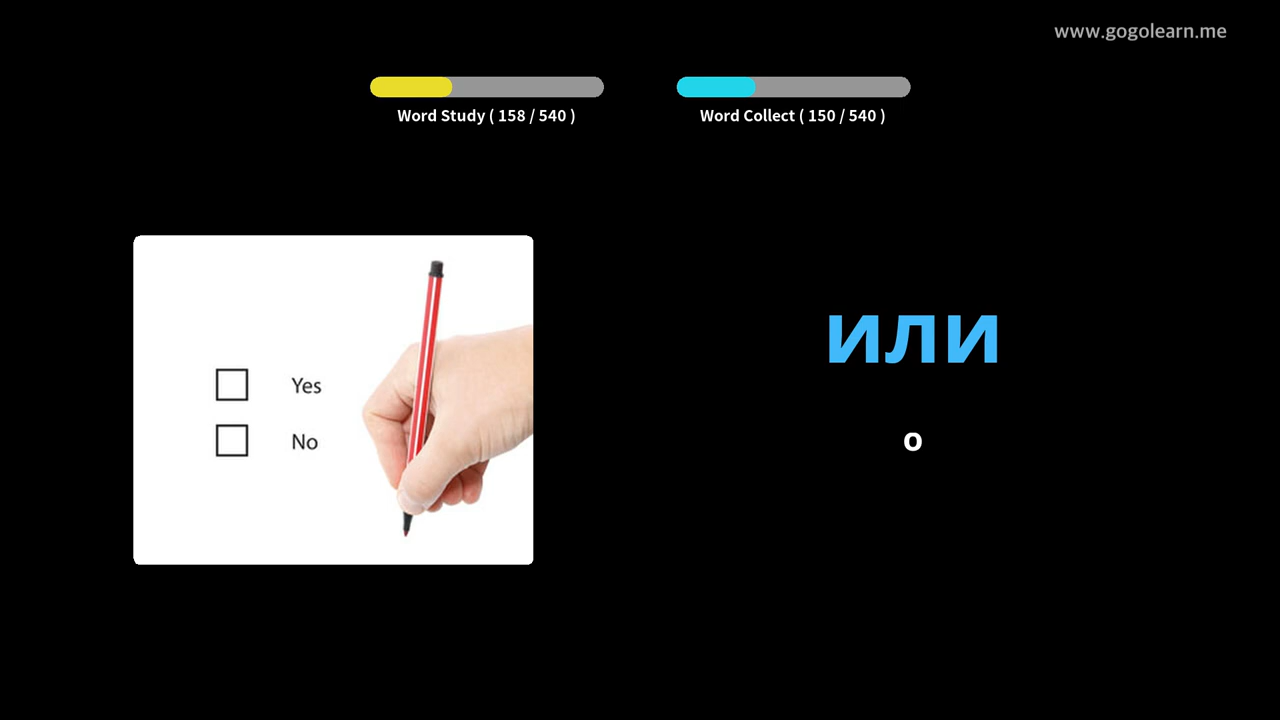 www.gogolearn.me
Word Study ( 158 / 540 )
Word Collect ( 150 / 540 )
Yes
No
или
o